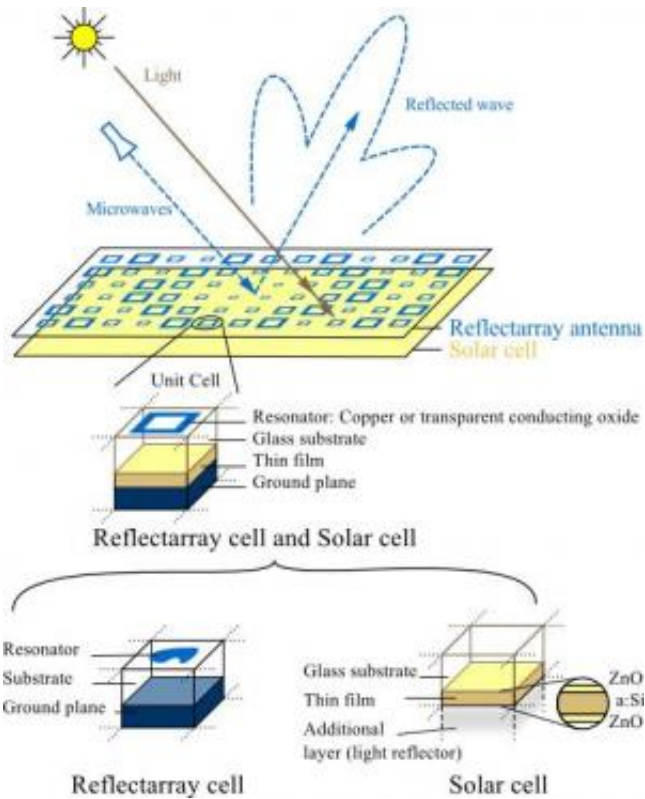 Light
Reflected wave
Microwaves
Reflectarray antenna
Solar cell
Unit Cell
Resonator: Copper or transparent conducting oxide
Glass substrate
Thin film
Ground plane
Reflectarray cell and Solar cell
Resonator
Substrate
Ground plane
Reflectarray cell
Glass substrate
Thin film
Additional
layer (light reflector)
ZnO
a:Si
ZnO
Solar cell